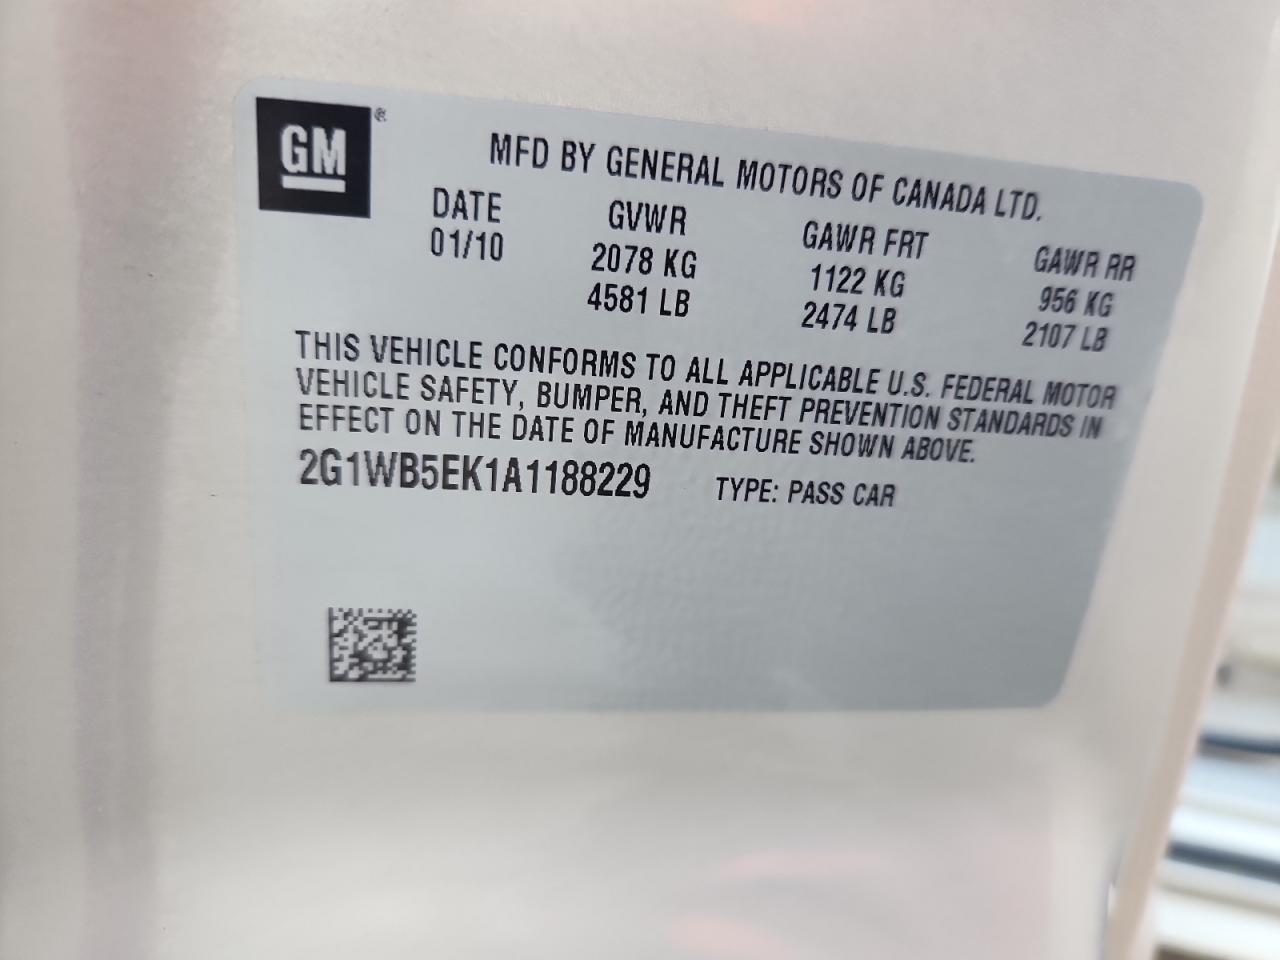 GM®
MFD BY GENERAL MOTORS OF CANADA LTD.
DATE GVWR GAWR FRT GAWR RR
01/10 2078 KG 1122 KG 956 KG
4581 LB 2474 LB 2107 LB
THIS VEHICLE CONFORMS TO ALL APPLICABLE U.S. FEDERAL MOTOR
VEHICLE SAFETY, BUMPER, AND THEFT PREVENTION STANDARDS IN
EFFECT ON THE DATE OF MANUFACTURE SHOWN ABOVE.
2G1WB5EK1A1188229 TYPE: PASS CAR